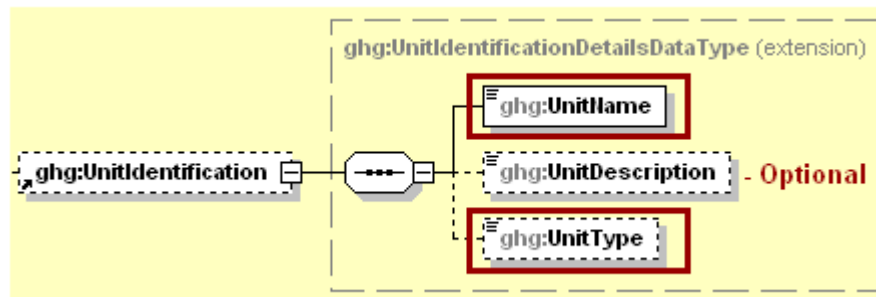 ghg:UnitIdentificationDetailsDataType (extension)
ghg:UnitName
ghg:UnitIdentification
ghg:UnitDescription - Optional
ghg:UnitType